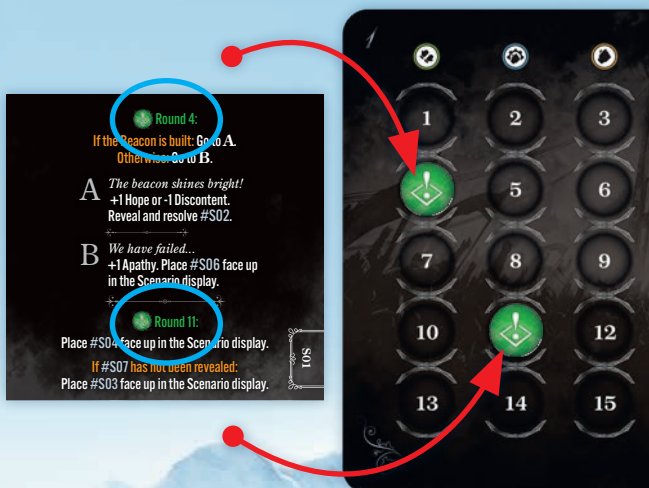 Round 4:
If the Beacon is built: Go to A.
Otherwise: Go to B.
A
The beacon shines bright!
+1 Hope or -1 Discontent.
Reveal and resolve #S02.
B
We have failed...
+1 Apathy. Place #S06 face up
in the Scenario display.
Round 11:
Place #S04 face up in the Scenario display.
If #S07 has not been revealed:
Place #S03 face up in the Scenario display.
S01
1 2 3
5 6
7 8 9
10 12
13 14 15